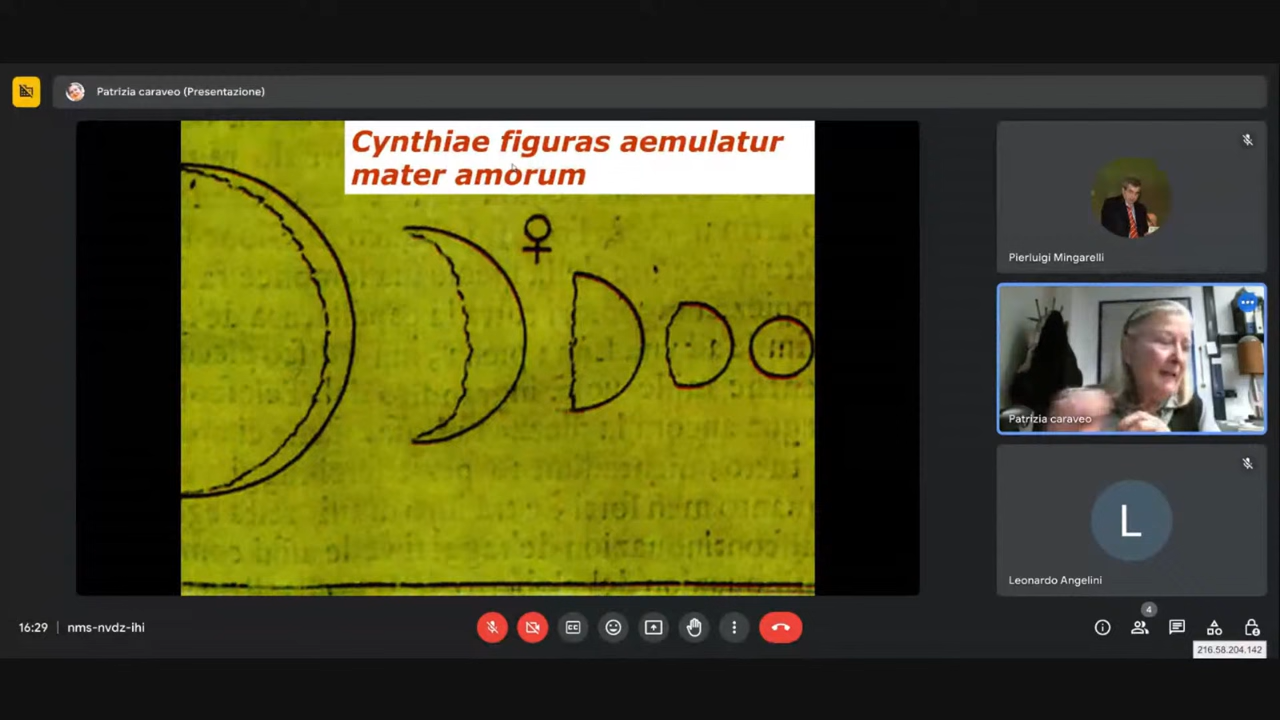 Patrizia caraveo (Presentazione)
Cynthiae figuras aemulatur
mater amorum
♀
Pierluigi Mingarelli
Patrizia caraveo
L
Leonardo Angelini
16:29 | nms-nvdz-ihi
CC
4
216.58.204.142